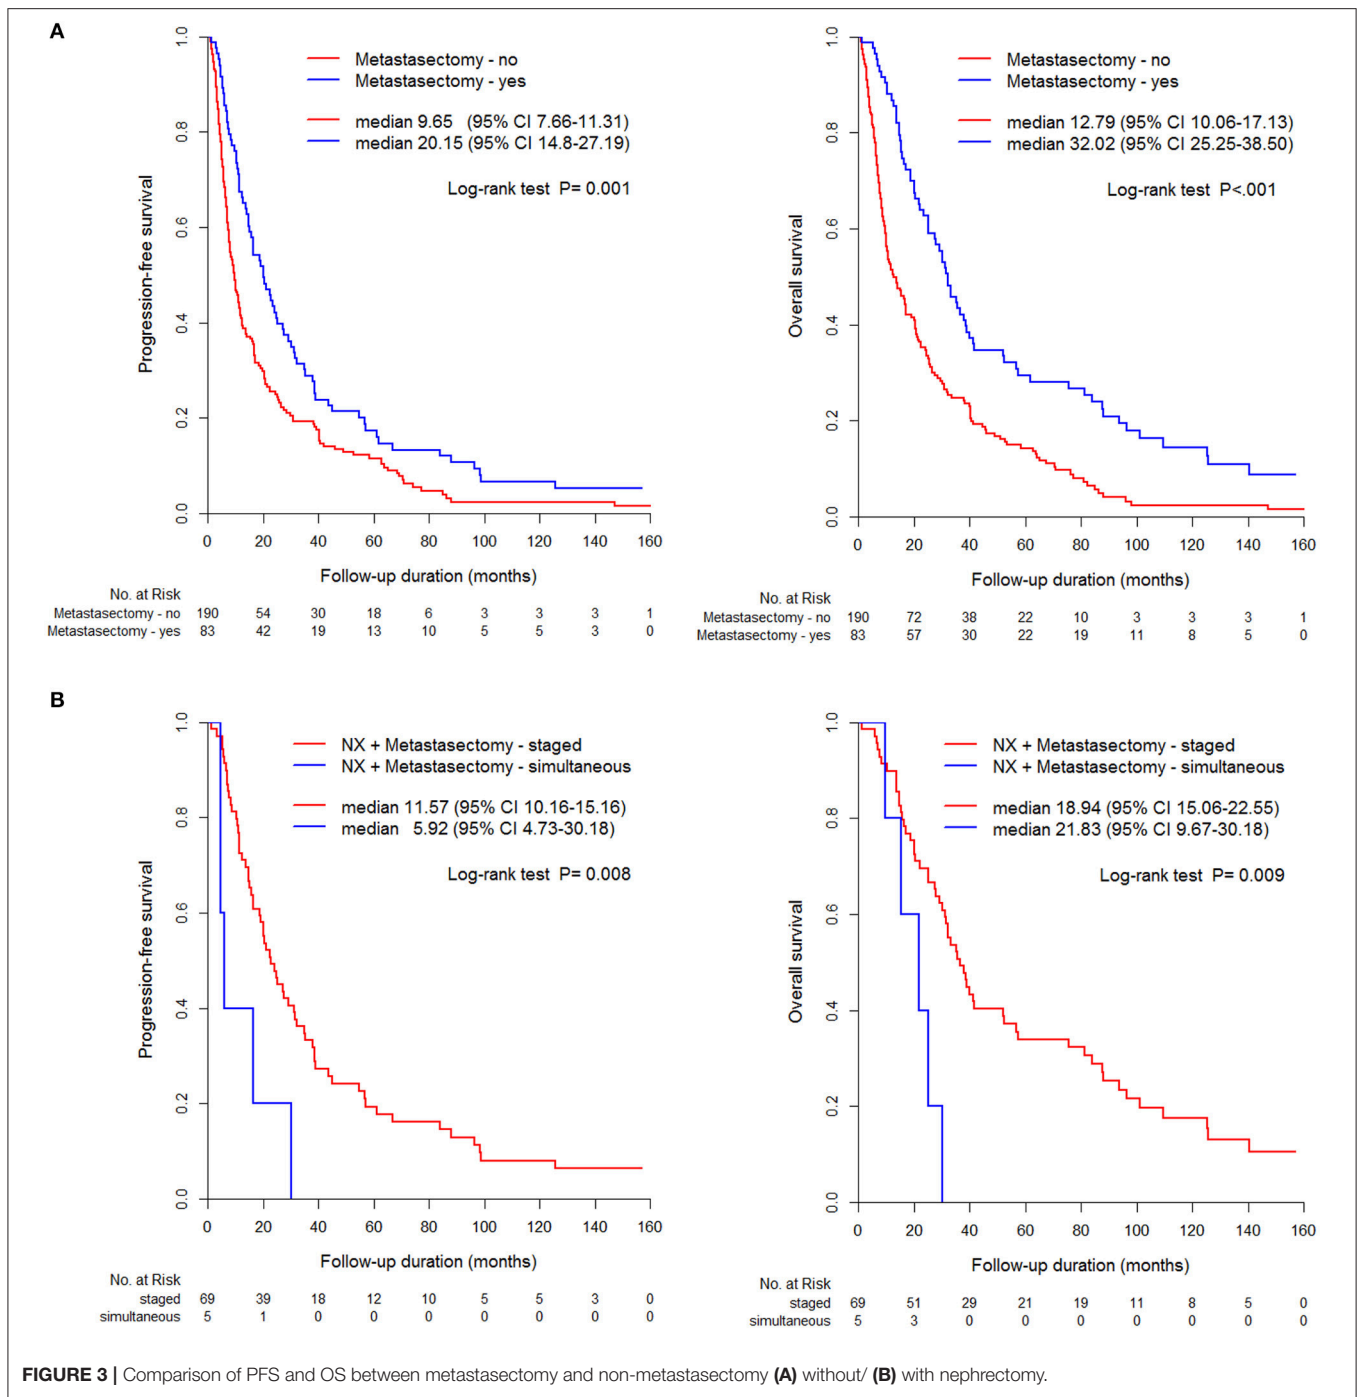 A
1.0
0.8
0.6
0.4
0.2
0.0
Progression-free survival
Metastasectomy - no
Metastasectomy - yes
median 9.65 (95% CI 7.66-11.31)
median 20.15 (95% CI 14.8-27.19)
Log-rank test P= 0.001
0 20 40 60 80 100 120 140 160
Follow-up duration (months)
No. at Risk
Metastasectomy - no 190 54 30 18 6 3 3 3 1
Metastasectomy - yes 83 42 19 13 10 5 5 3 0
1.0
0.8
0.6
0.4
0.2
0.0
Overall survival
Metastasectomy - no
Metastasectomy - yes
median 12.79 (95% CI 10.06-17.13)
median 32.02 (95% CI 25.25-38.50)
Log-rank test P<.001
0 20 40 60 80 100 120 140 160
Follow-up duration (months)
No. at Risk
Metastasectomy - no 190 72 38 22 10 3 3 3 1
Metastasectomy - yes 83 57 30 22 19 11 8 5 0
B
1.0
0.8
0.6
0.4
0.2
0.0
Progression-free survival
NX + Metastasectomy - staged
NX + Metastasectomy - simultaneous
median 11.57 (95% CI 10.16-15.16)
median 5.92 (95% CI 4.73-30.18)
Log-rank test P= 0.008
0 20 40 60 80 100 120 140 160
Follow-up duration (months)
No. at Risk
staged 69 39 18 12 10 5 5 3 0
simultaneous 5 1 0 0 0 0 0 0 0
1.0
0.8
0.6
0.4
0.2
0.0
Overall survival
NX + Metastasectomy - staged
NX + Metastasectomy - simultaneous
median 18.94 (95% CI 15.06-22.55)
median 21.83 (95% CI 9.67-30.18)
Log-rank test P= 0.009
0 20 40 60 80 100 120 140 160
Follow-up duration (months)
No. at Risk
staged 69 51 29 21 19 11 8 5 0
simultaneous 5 3 0 0 0 0 0 0 0
FIGURE 3 | Comparison of PFS and OS between metastasectomy and non-metastasectomy (A) without/ (B) with nephrectomy.